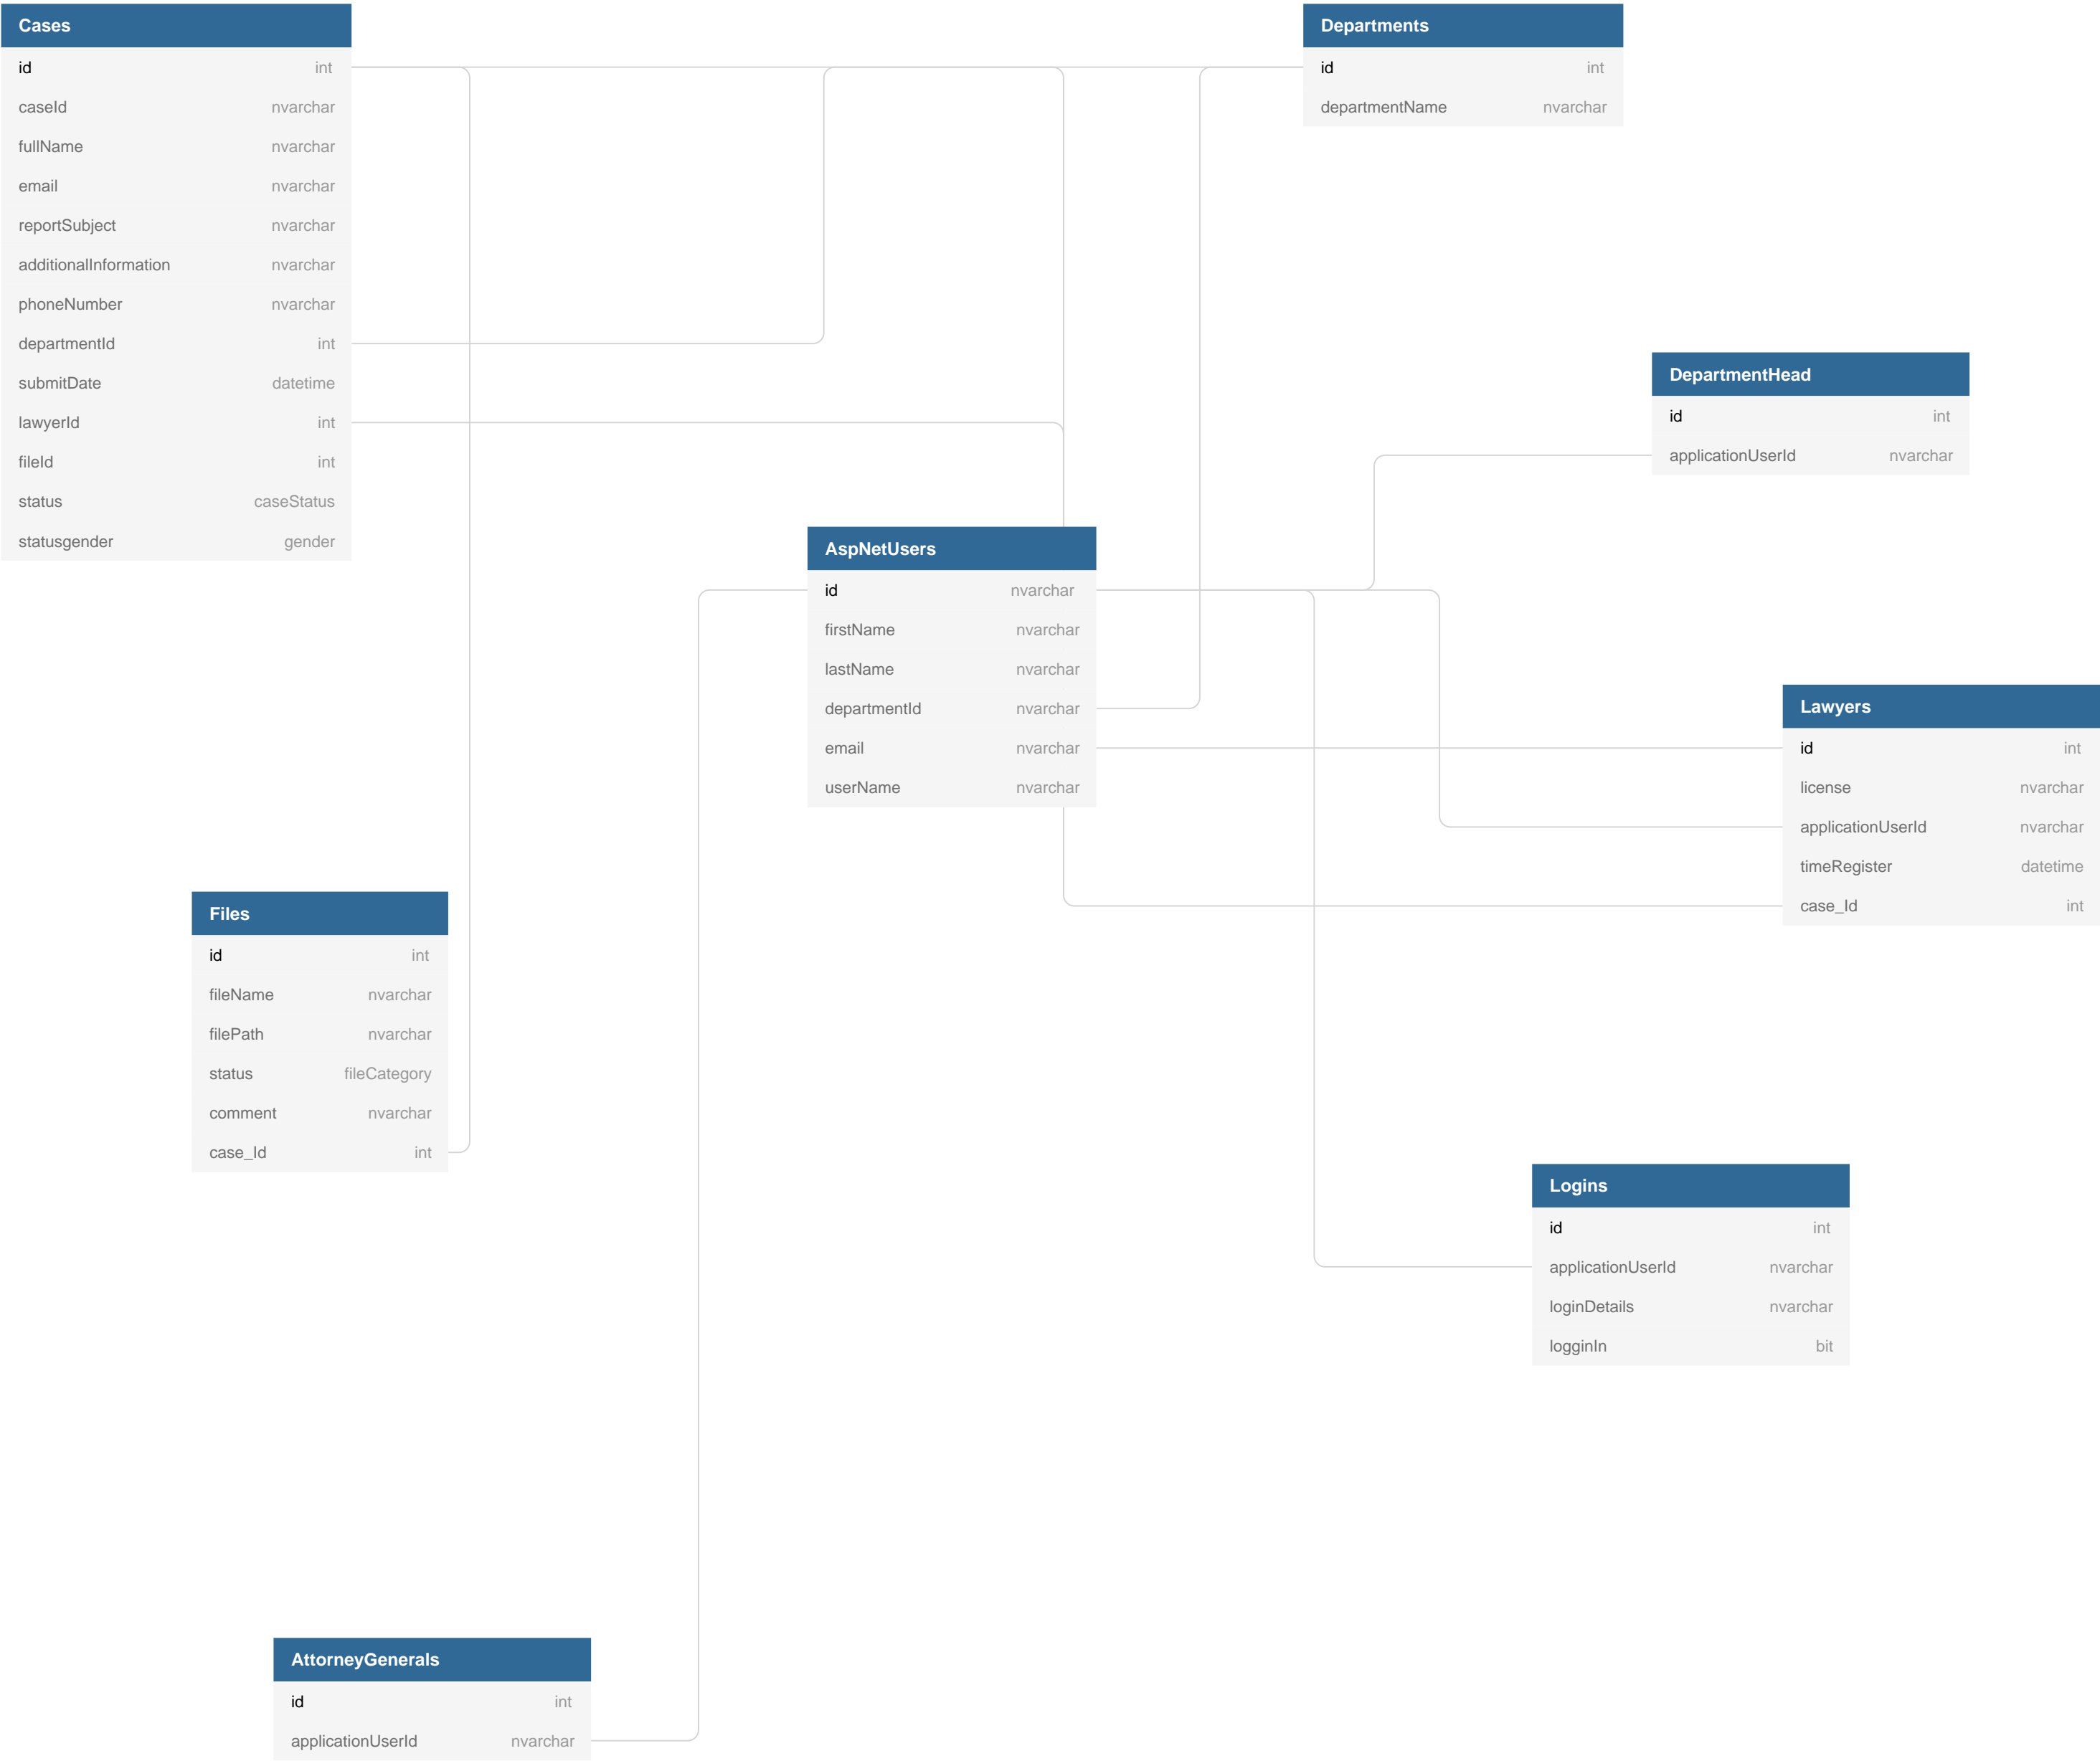 Cases
id int
caseId nvarchar
fullName nvarchar
email nvarchar
reportSubject nvarchar
additionalInformation nvarchar
phoneNumber nvarchar
departmentId int
submitDate datetime
lawyerId int
fileId int
status caseStatus
statusgender gender
Departments
id int
departmentName nvarchar
DepartmentHead
id int
applicationUserId nvarchar
AspNetUsers
id nvarchar
firstName nvarchar
lastName nvarchar
departmentId nvarchar
email nvarchar
userName nvarchar
Lawyers
id int
license nvarchar
applicationUserId nvarchar
timeRegister datetime
case_Id int
Files
id int
fileName nvarchar
filePath nvarchar
status fileCategory
comment nvarchar
case_Id int
Logins
id int
applicationUserId nvarchar
loginDetails nvarchar
logginIn bit
AttorneyGenerals
id int
applicationUserId nvarchar